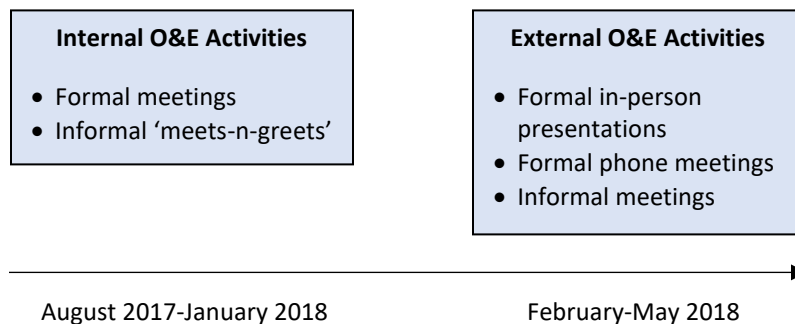 Internal O&E Activities
• Formal meetings
• Informal ‘meets-n-greets’
External O&E Activities
• Formal in-person
presentations
• Formal phone meetings
• Informal meetings
August 2017-January 2018
February-May 2018